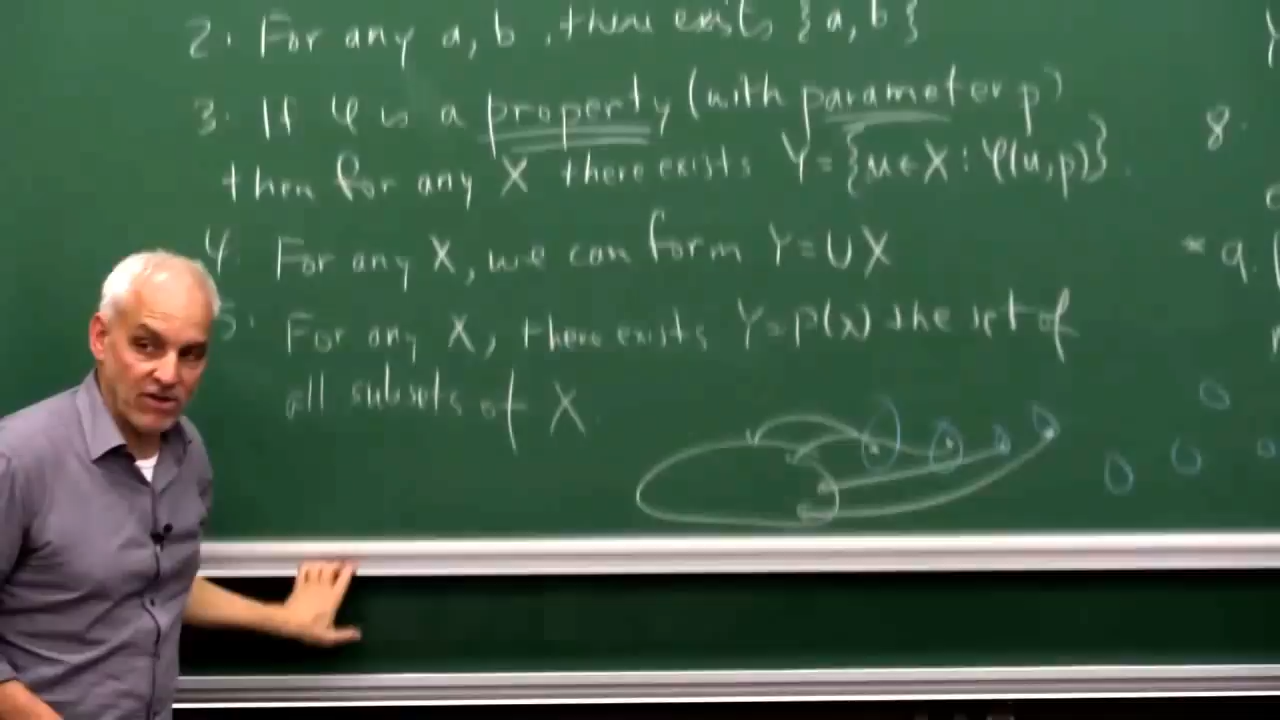 2. For any a, b, there exists {a, b}
3. If φ is a property (with parameter p)
then for any X there exists Y = {u ∈ X : φ(u,p)}.
4. For any X, we can form Y = ∪X
5. For any X, there exists Y = P(X) the set of
all subsets of X.
8.
* 9.